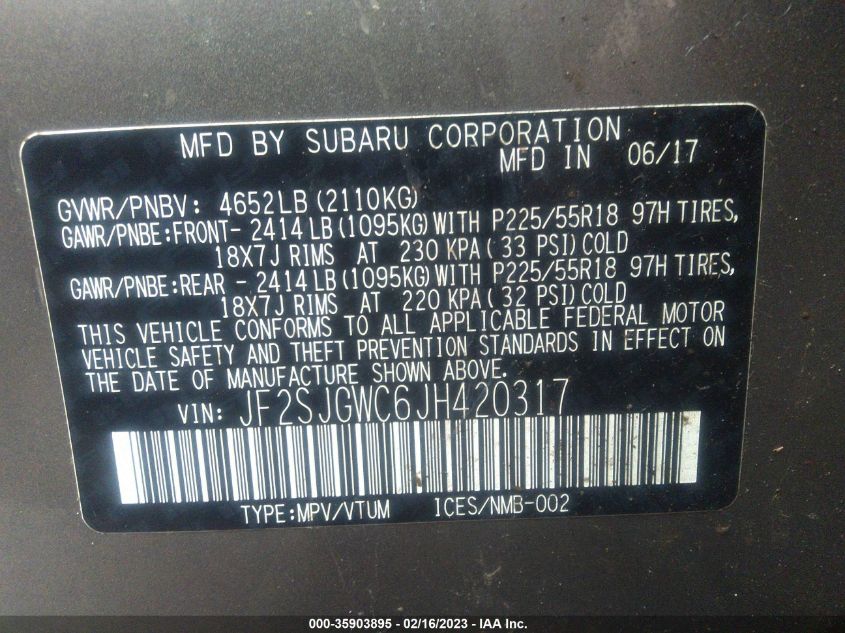 MFD BY SUBARU CORPORATION
MFD IN 06/17
GVWR/PNBV: 4652LB (2110KG)
GAWR/PNBE:FRONT- 2414 LB (1095KG) WITH P225/55R18 97H TIRES,
18X7J RIMS AT 230 KPA ( 33 PSI) COLD
GAWR/PNBE:REAR - 2414 LB (1095KG) WITH P225/55R18 97H TIRES,
18X7J RIMS AT 220 KPA ( 32 PSI) COLD
THIS VEHICLE CONFORMS TO ALL APPLICABLE FEDERAL MOTOR
VEHICLE SAFETY AND THEFT PREVENTION STANDARDS IN EFFECT ON
THE DATE OF MANUFACTURE SHOWN ABOVE.
VIN: JF2SJGWC6JH420317
TYPE:MPV/VTUM ICES/NMB-002
000-35903895 - 02/16/2023 - IAA Inc.